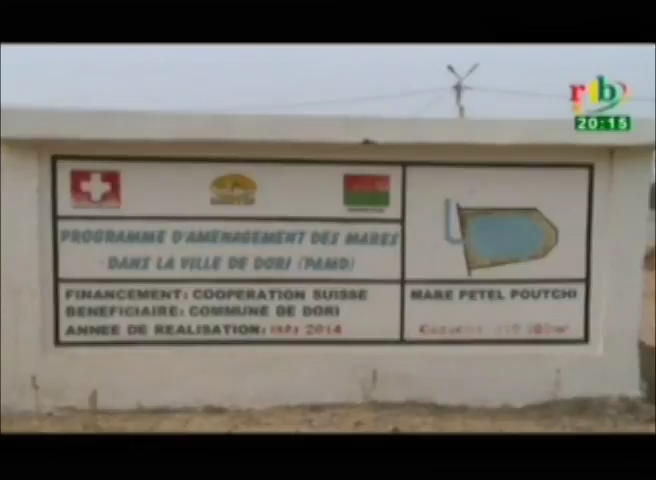 rtb
20:15
PROGRAMME D'AMENAGEMENT DES MARES
DANS LA VILLE DE DORI (PAMD)
FINANCEMENT: COOPERATION SUISSE
BENEFICIAIRE: COMMUNE DE DORI
ANNEE DE REALISATION: 2014
MARE PETEL POUTCHI